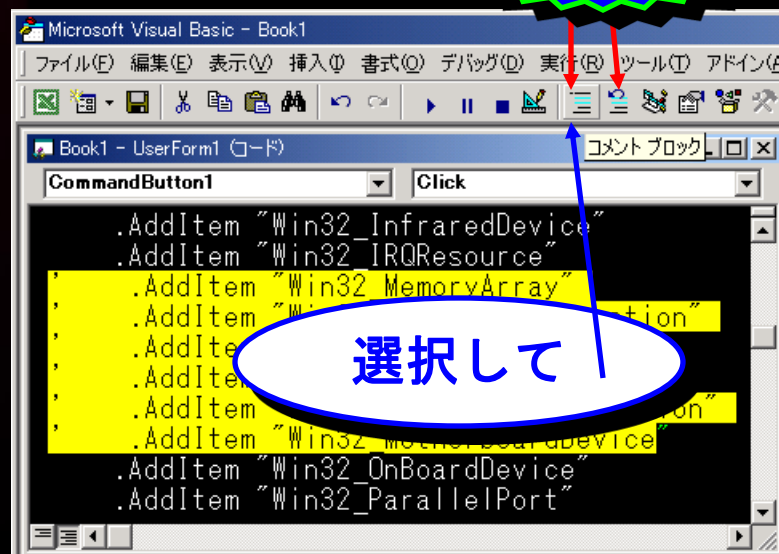 Microsoft Visual Basic - Book1
ファイル(F) 編集(E) 表示(V) 挿入(I) 書式(O) デバッグ(D) 実行(R) ツール(T) アドイン(A
Book1 - UserForm1 (コード)
コメント ブロック
CommandButton1 Click
.AddItem "Win32_InfraredDevice"
.AddItem "Win32_IRQResource"
' .AddItem "Win32_MemoryArray"
' .AddItem
' 
' 
' .AddItem
' .AddItem "Win32_MotherboardDevice"
.AddItem "Win32_OnBoardDevice"
.AddItem "Win32_ParallelPort"
選択して